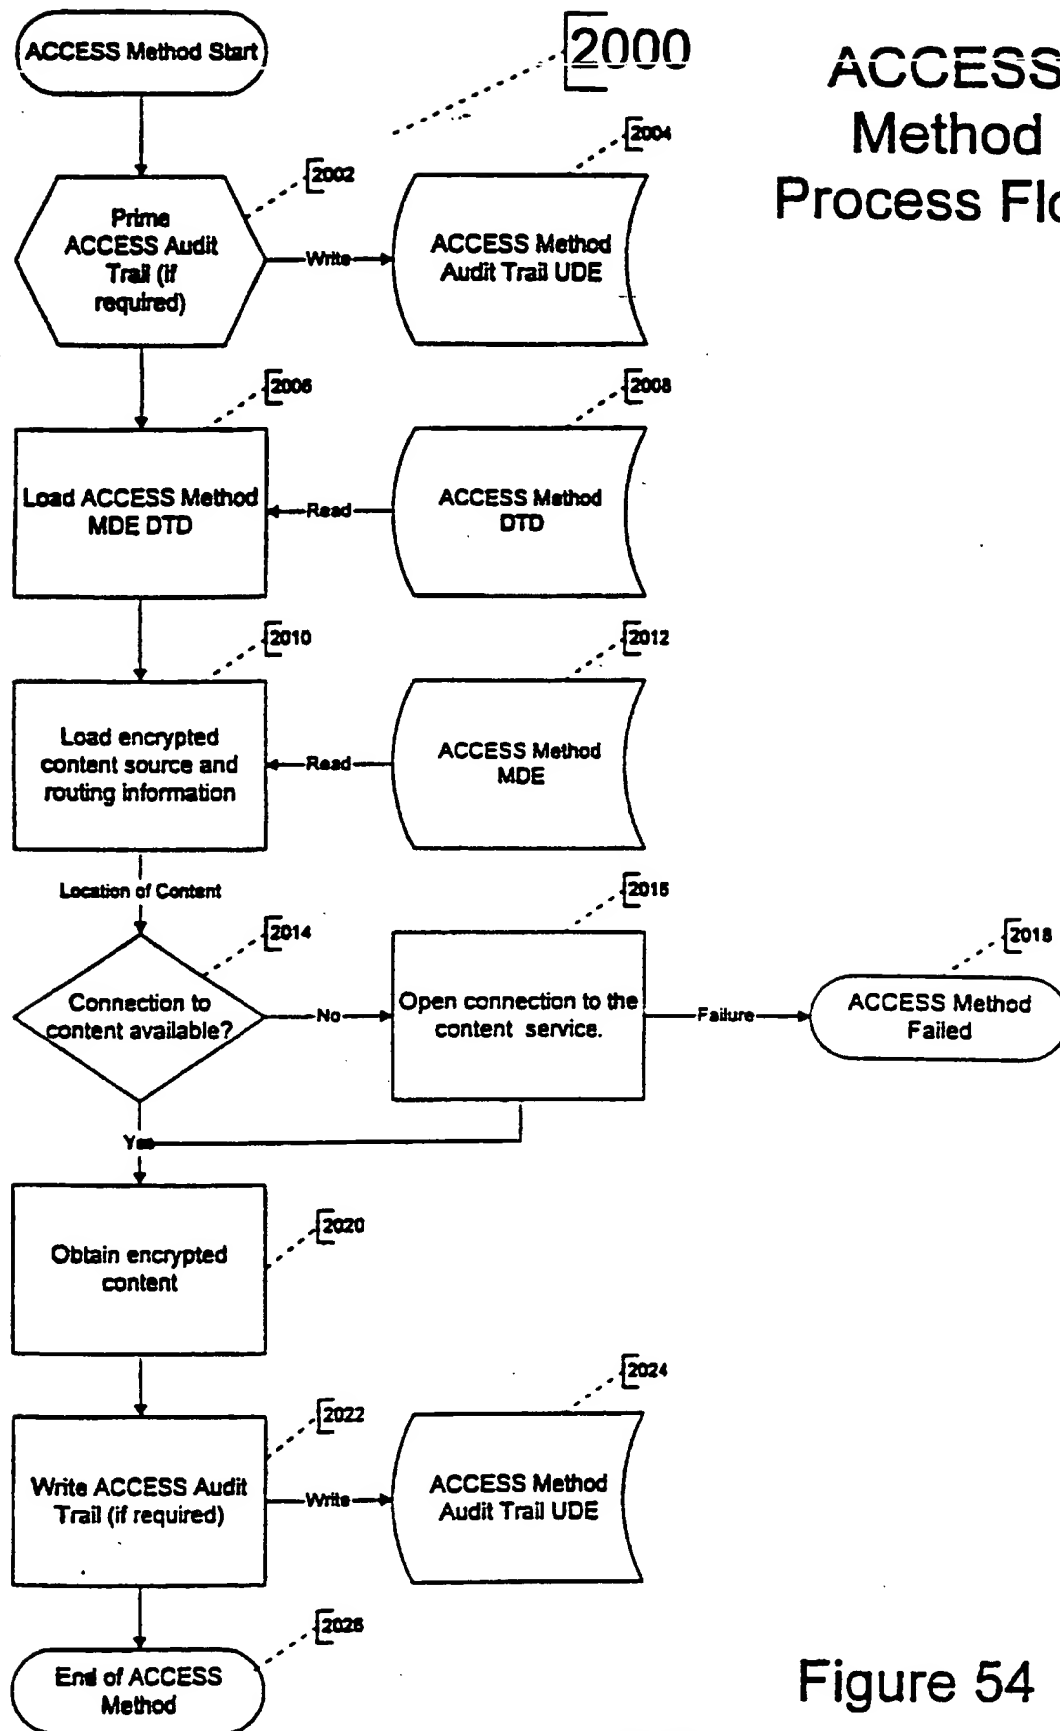 ACCESS Method Start
2000
ACCESS
Method
Process Flo
2002
2004
Prime
ACCESS Audit
Trail (if
required)
Write
ACCESS Method
Audit Trail UDE
2006
2008
Load ACCESS Method
MDE DTD
Read
ACCESS Method
DTD
2010
2012
Load encrypted
content source and
routing information
Read
ACCESS Method
MDE
Location of Content
2014
2016
2018
Connection to
content available?
No
Open connection to the
content service.
Failure
ACCESS Method
Failed
Yes
2020
Obtain encrypted
content
2022
2024
Write ACCESS Audit
Trail (if required)
Write
ACCESS Method
Audit Trail UDE
2026
End of ACCESS
Method
Figure 54